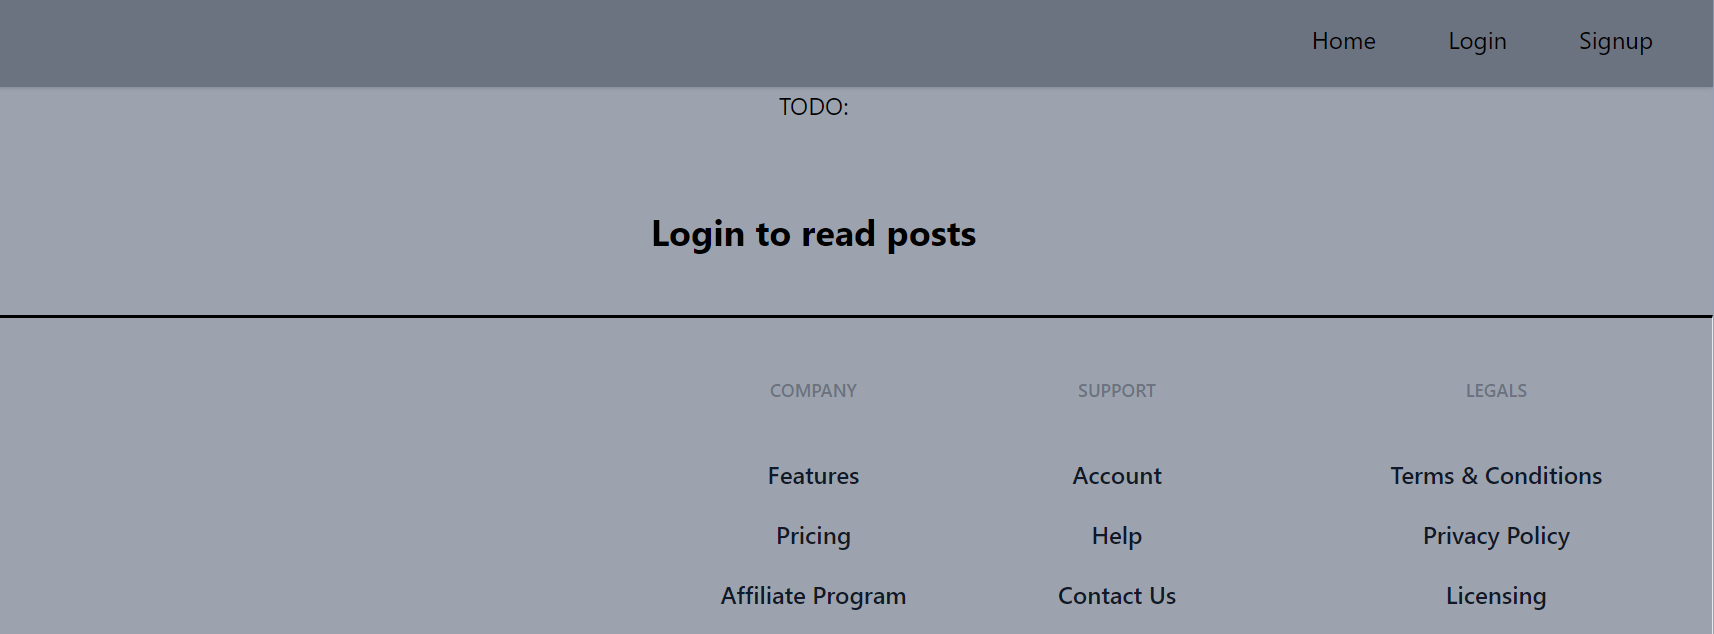 Home Login Signup
TODO:
Login to read posts
COMPANY SUPPORT LEGALS
Features Account Terms & Conditions
Pricing Help Privacy Policy
Affiliate Program Contact Us Licensing